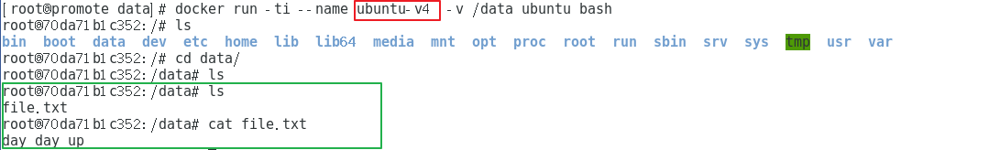 [root@promote data]# docker run -ti --name ubuntu-v4 -v /data ubuntu bash
root@70da71b1c352:/# ls
bin boot data dev etc home lib lib64 media mnt opt proc root run sbin srv sys tmp usr var
root@70da71b1c352:/# cd data/
root@70da71b1c352:/data# ls
root@70da71b1c352:/data# ls
file.txt
root@70da71b1c352:/data# cat file.txt
day day up